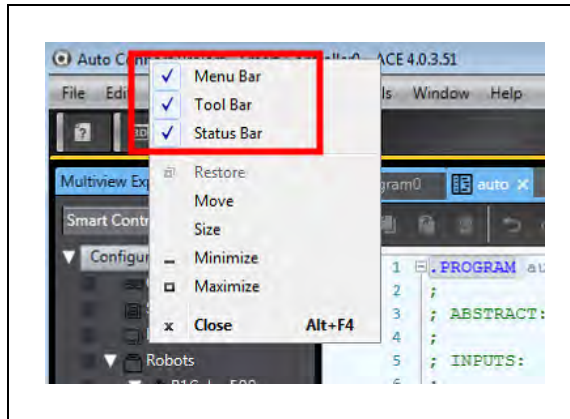 Auto C ACE 4.0.3.51
File Edi ls Window Help
Menu Bar
Tool Bar
Status Bar
Restore
Move
Size
Minimize
Maximize
Close Alt+F4
Multiview Ex gram0 auto
Smart Contr
Configur
Robots
1 .PROGRAM au
2 ;
3 ; ABSTRACT:
4 ;
5 ; INPUTS: